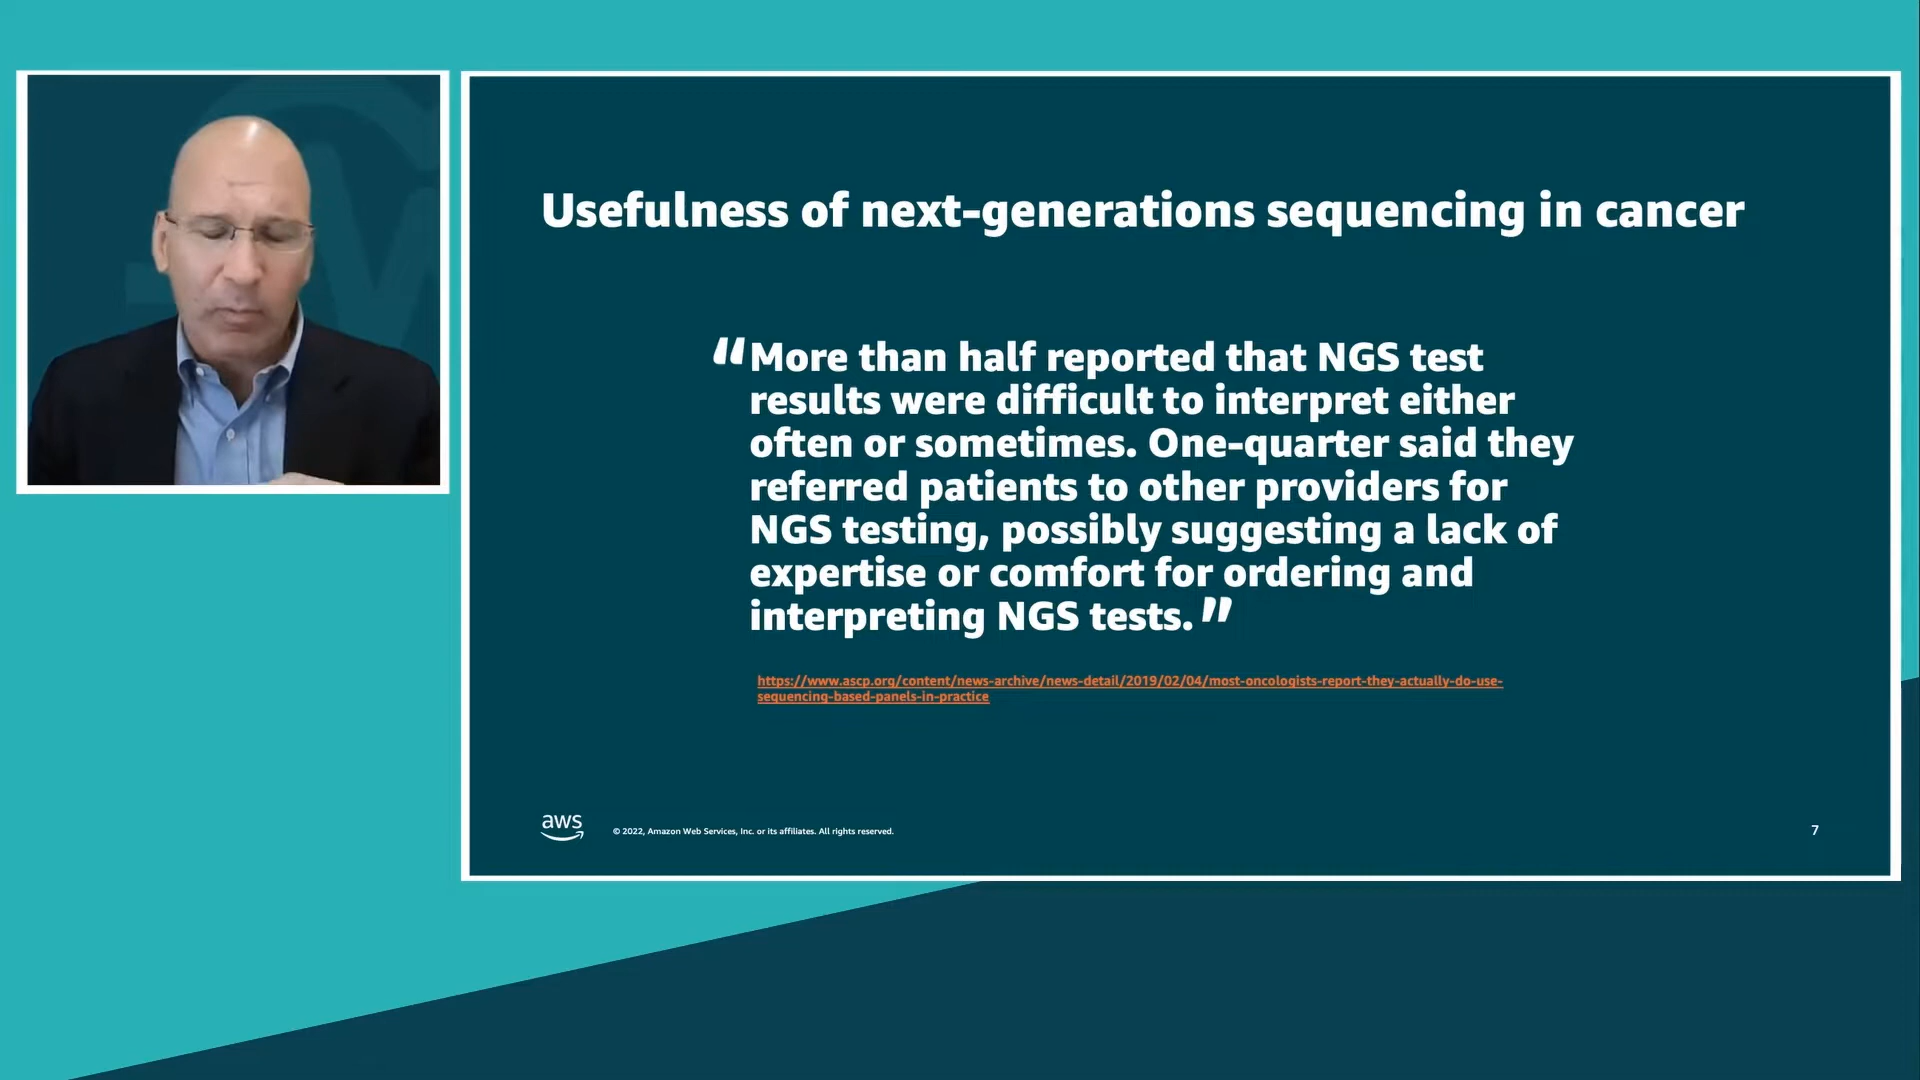 Usefulness of next-generations sequencing in cancer
“More than half reported that NGS test
results were difficult to interpret either
often or sometimes. One-quarter said they
referred patients to other providers for
NGS testing, possibly suggesting a lack of
expertise or comfort for ordering and
interpreting NGS tests.”
https://www.ascp.org/content/news-archive/news-detail/2019/02/04/most-oncologists-report-they-actually-do-use-
sequencing-based-panels-in-practice
aws
© 2022, Amazon Web Services, Inc. or its affiliates. All rights reserved.
7